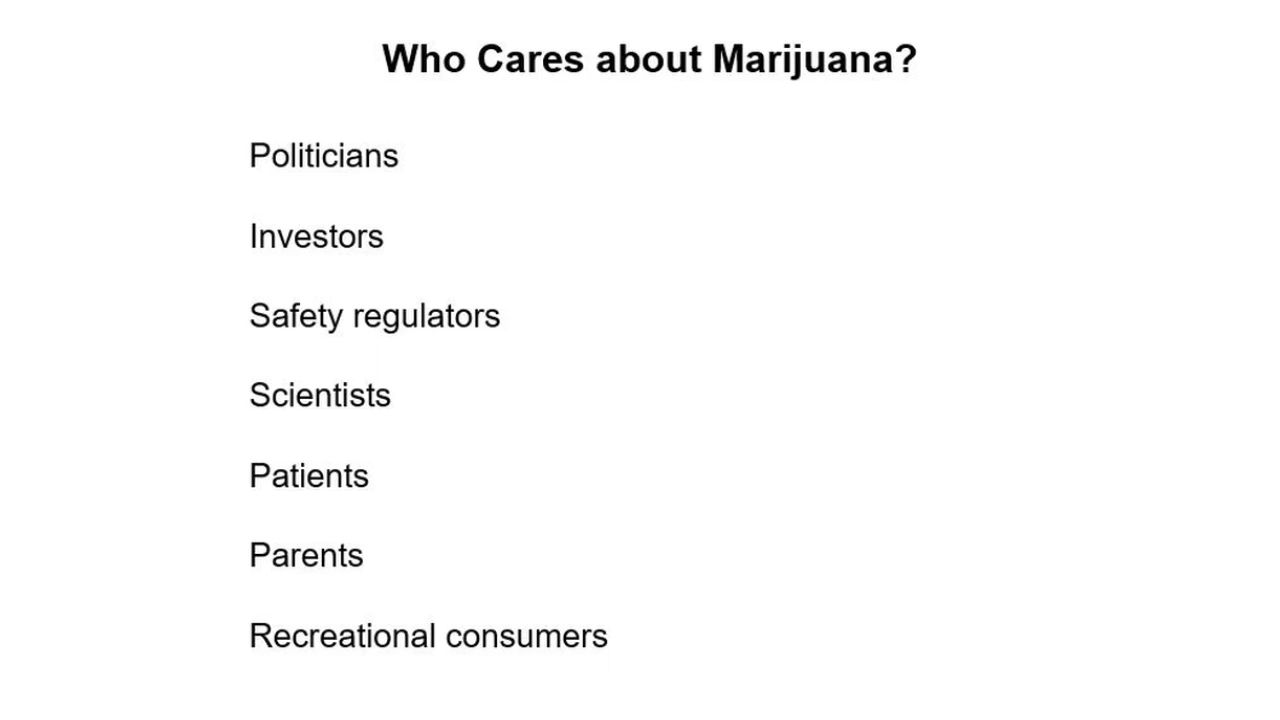 Who Cares about Marijuana?
Politicians
Investors
Safety regulators
Scientists
Patients
Parents
Recreational consumers